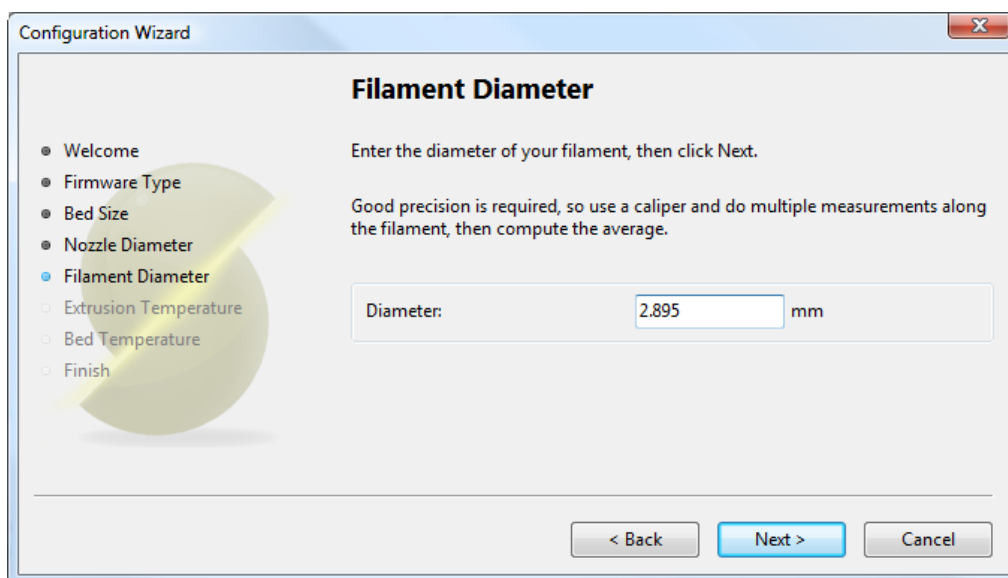 Configuration Wizard
Filament Diameter
Welcome
Firmware Type
Bed Size
Nozzle Diameter
Filament Diameter
Extrusion Temperature
Bed Temperature
Finish
Enter the diameter of your filament, then click Next.
Good precision is required, so use a caliper and do multiple measurements along
the filament, then compute the average.
Diameter: 2.895 mm
< Back Next > Cancel